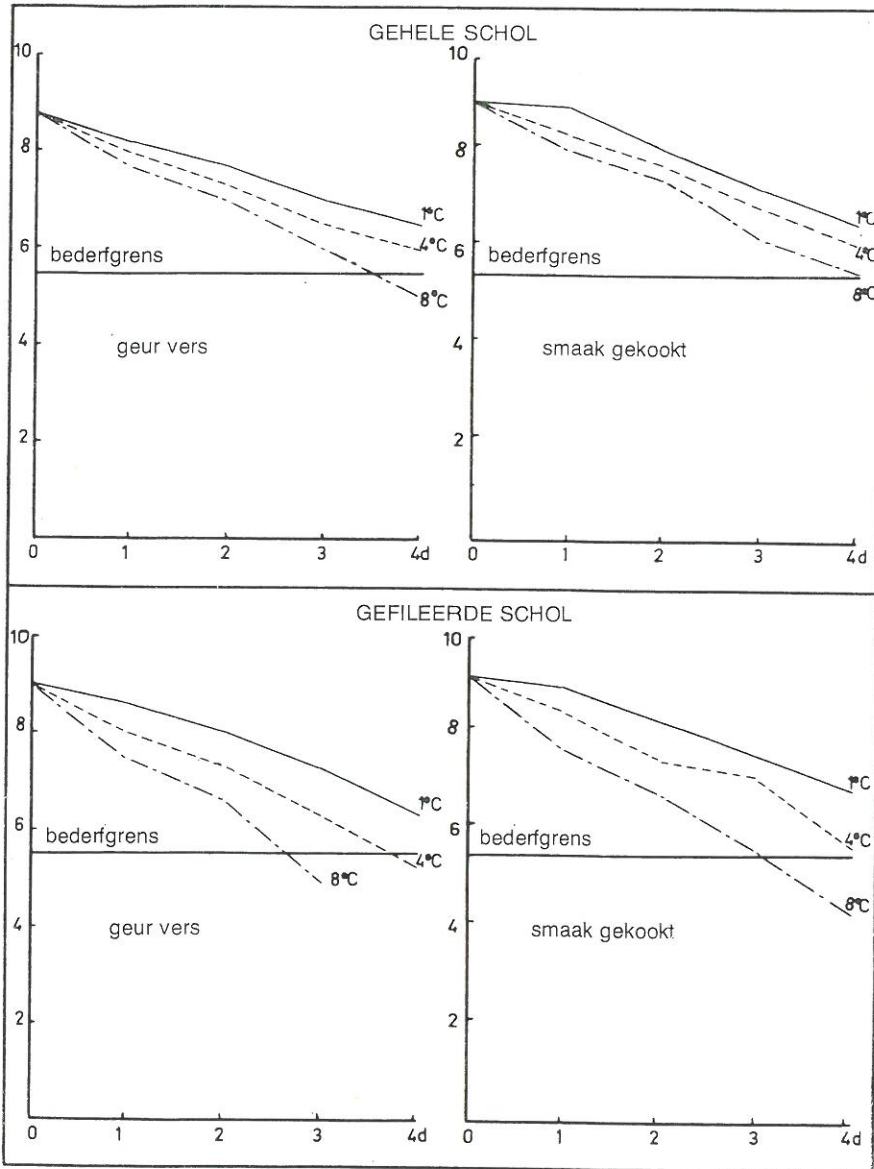 GEHELE SCHOL
10
8
6
4
2
0 1 2 3 4d
bederfgrens
geur vers
1°C
4°C
8°C
10
8
6
4
2
0 1 2 3 4d
bederfgrens
smaak gekookt
1°C
4°C
8°C
GEFILEERDE SCHOL
10
8
6
4
2
0
0 1 2 3 4d
bederfgrens
geur vers
1°C
4°C
8°C
10
8
6
4
2
0
0 1 2 3 4d
bederfgrens
smaak gekookt
1°C
4°C
8°C